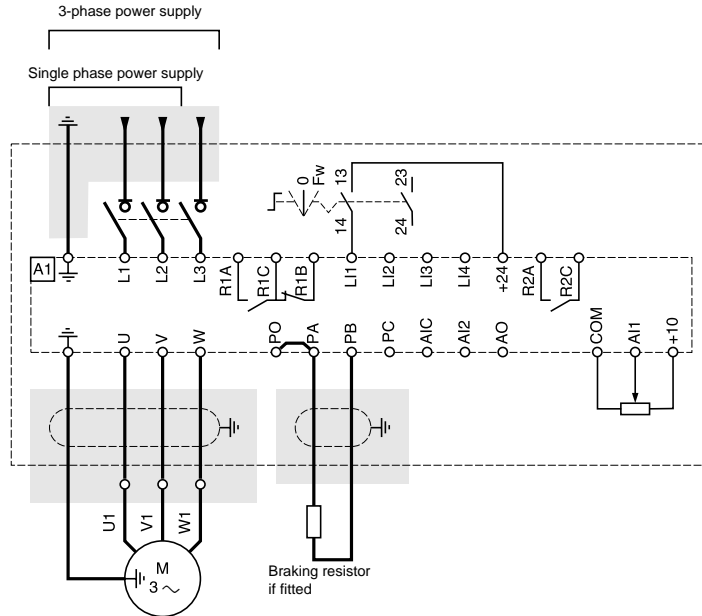 3-phase power supply
Single phase power supply
0
Fw
13
14
23
24
A1
L1
L2
L3
R1A
R1C
R1B
LI1
LI2
LI3
LI4
+24
R2A
R2C
U
V
W
PO
PA
PB
PC
AIC
AI2
AO
COM
AI1
+10
U1
V1
W1
M
3
Braking resistor
if fitted